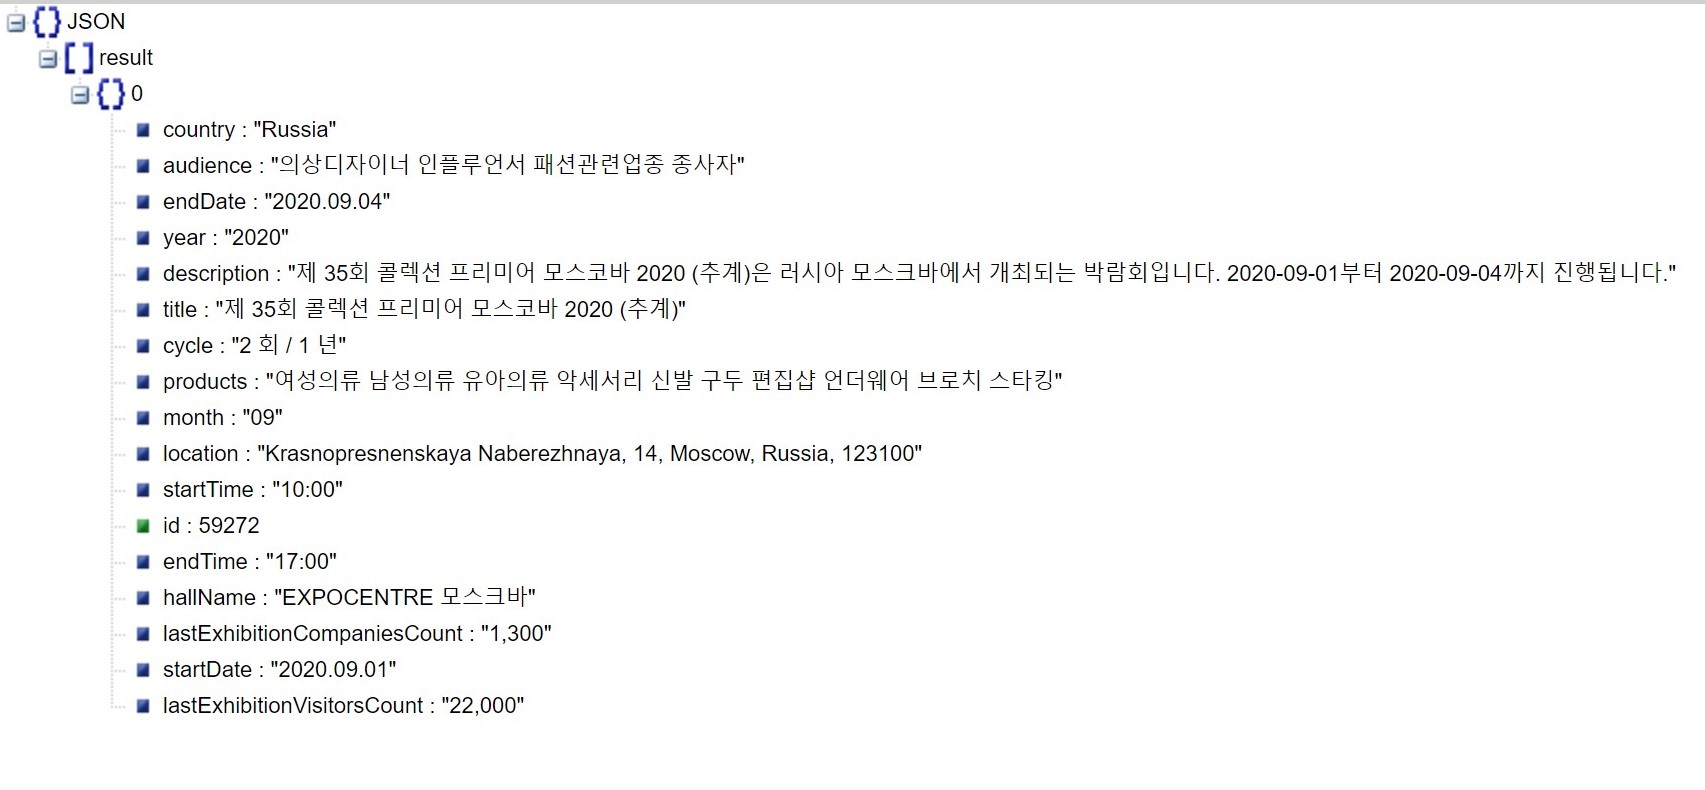 JSON
result
0
country : "Russia"
audience : "의상디자이너 인플루언서 패션관련업종 종사자"
endDate : "2020.09.04"
year : "2020"
description : "제 35회 콜렉션 프리미어 모스코바 2020 (추계)은 러시아 모스크바에서 개최되는 박람회입니다. 2020-09-01부터 2020-09-04까지 진행됩니다."
title : "제 35회 콜렉션 프리미어 모스코바 2020 (추계)"
cycle : "2 회 / 1 년"
products : "여성의류 남성의류 유아의류 악세서리 신발 구두 편집샵 언더웨어 브로치 스타킹"
month : "09"
location : "Krasnopresnenskaya Naberezhnaya, 14, Moscow, Russia, 123100"
startTime : "10:00"
id : 59272
endTime : "17:00"
hallName : "EXPOCENTRE 모스크바"
lastExhibitionCompaniesCount : "1,300"
startDate : "2020.09.01"
lastExhibitionVisitorsCount : "22,000"